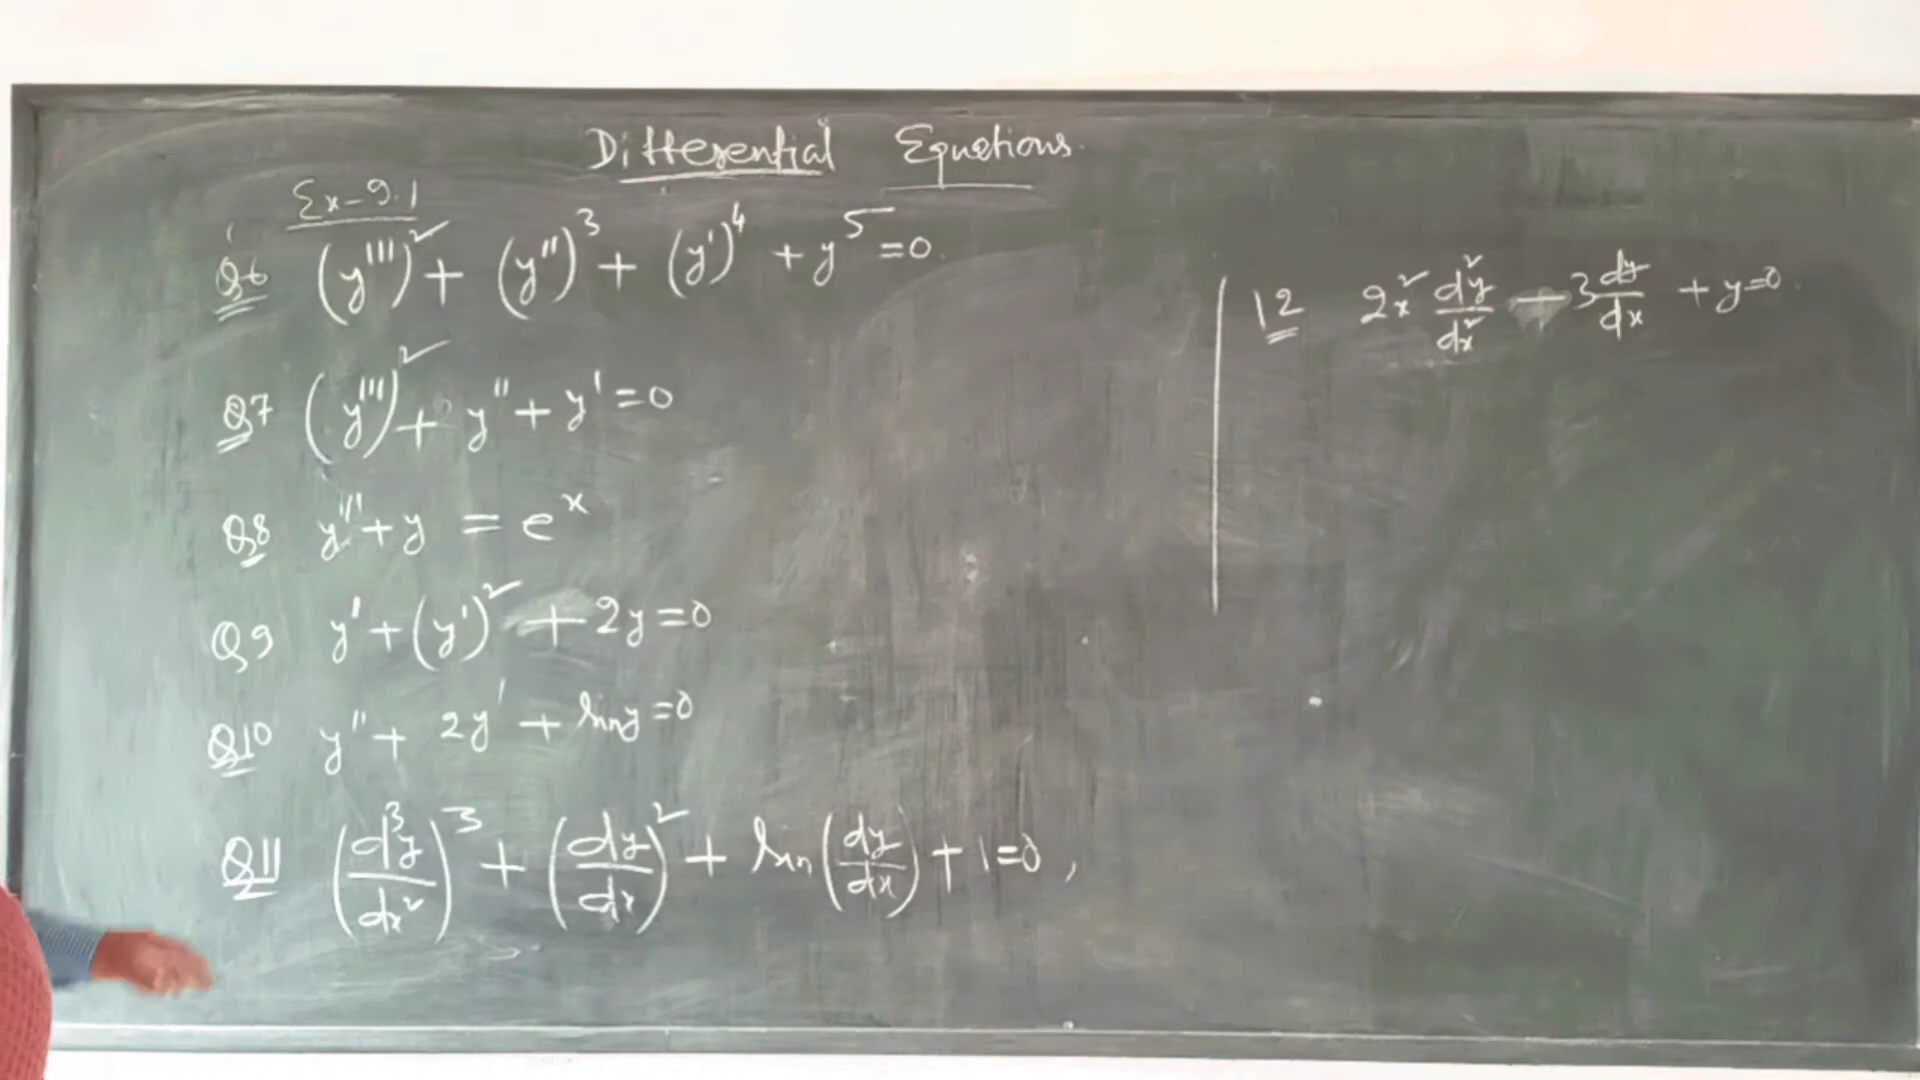 Differential Equations.
Ex-9.1
Q6 (y''')² + (y'')³ + (y')⁴ + y⁵ = 0.
Q7 (y''')² + y'' + y' = 0
Q8 y''' + y = eˣ
Q9 y' + (y')² + 2y = 0
Q10 y'' + 2y' + siny = 0
Q11 (d³y/dx²)³ + (dy/dx)² + sin(dy/dx) + 1 = 0,
12 2x² d²y/dx² - 3 dy/dx + y = 0.